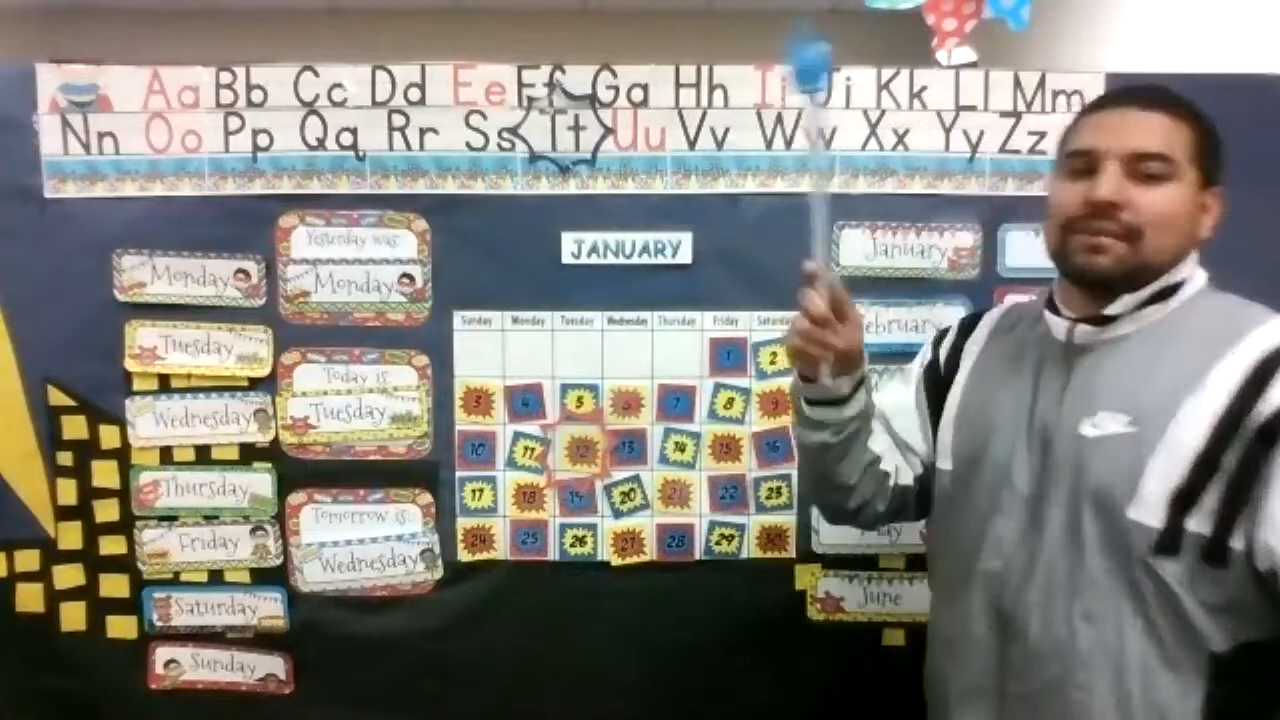 Aa Bb Cc Dd Ee Ff Gg Hh Ii Jj Kk Ll Mm
Nn Oo Pp Qq Rr Ss Tt Uu Vv Ww Xx Yy Zz
Monday
Tuesday
Wednesday
Thursday
Friday
Saturday
Sunday
Yesterday was:
Monday
Today is:
Tuesday
Tomorrow is:
Wednesday
JANUARY
Sunday Monday Tuesday Wednesday Thursday Friday Saturday
1 2
3 4 5 6 7 8 9
10 11 12 13 14 15 16
17 18 14 20 21 22 23
24 25 26 27 28 29 30
January
ebruary
June